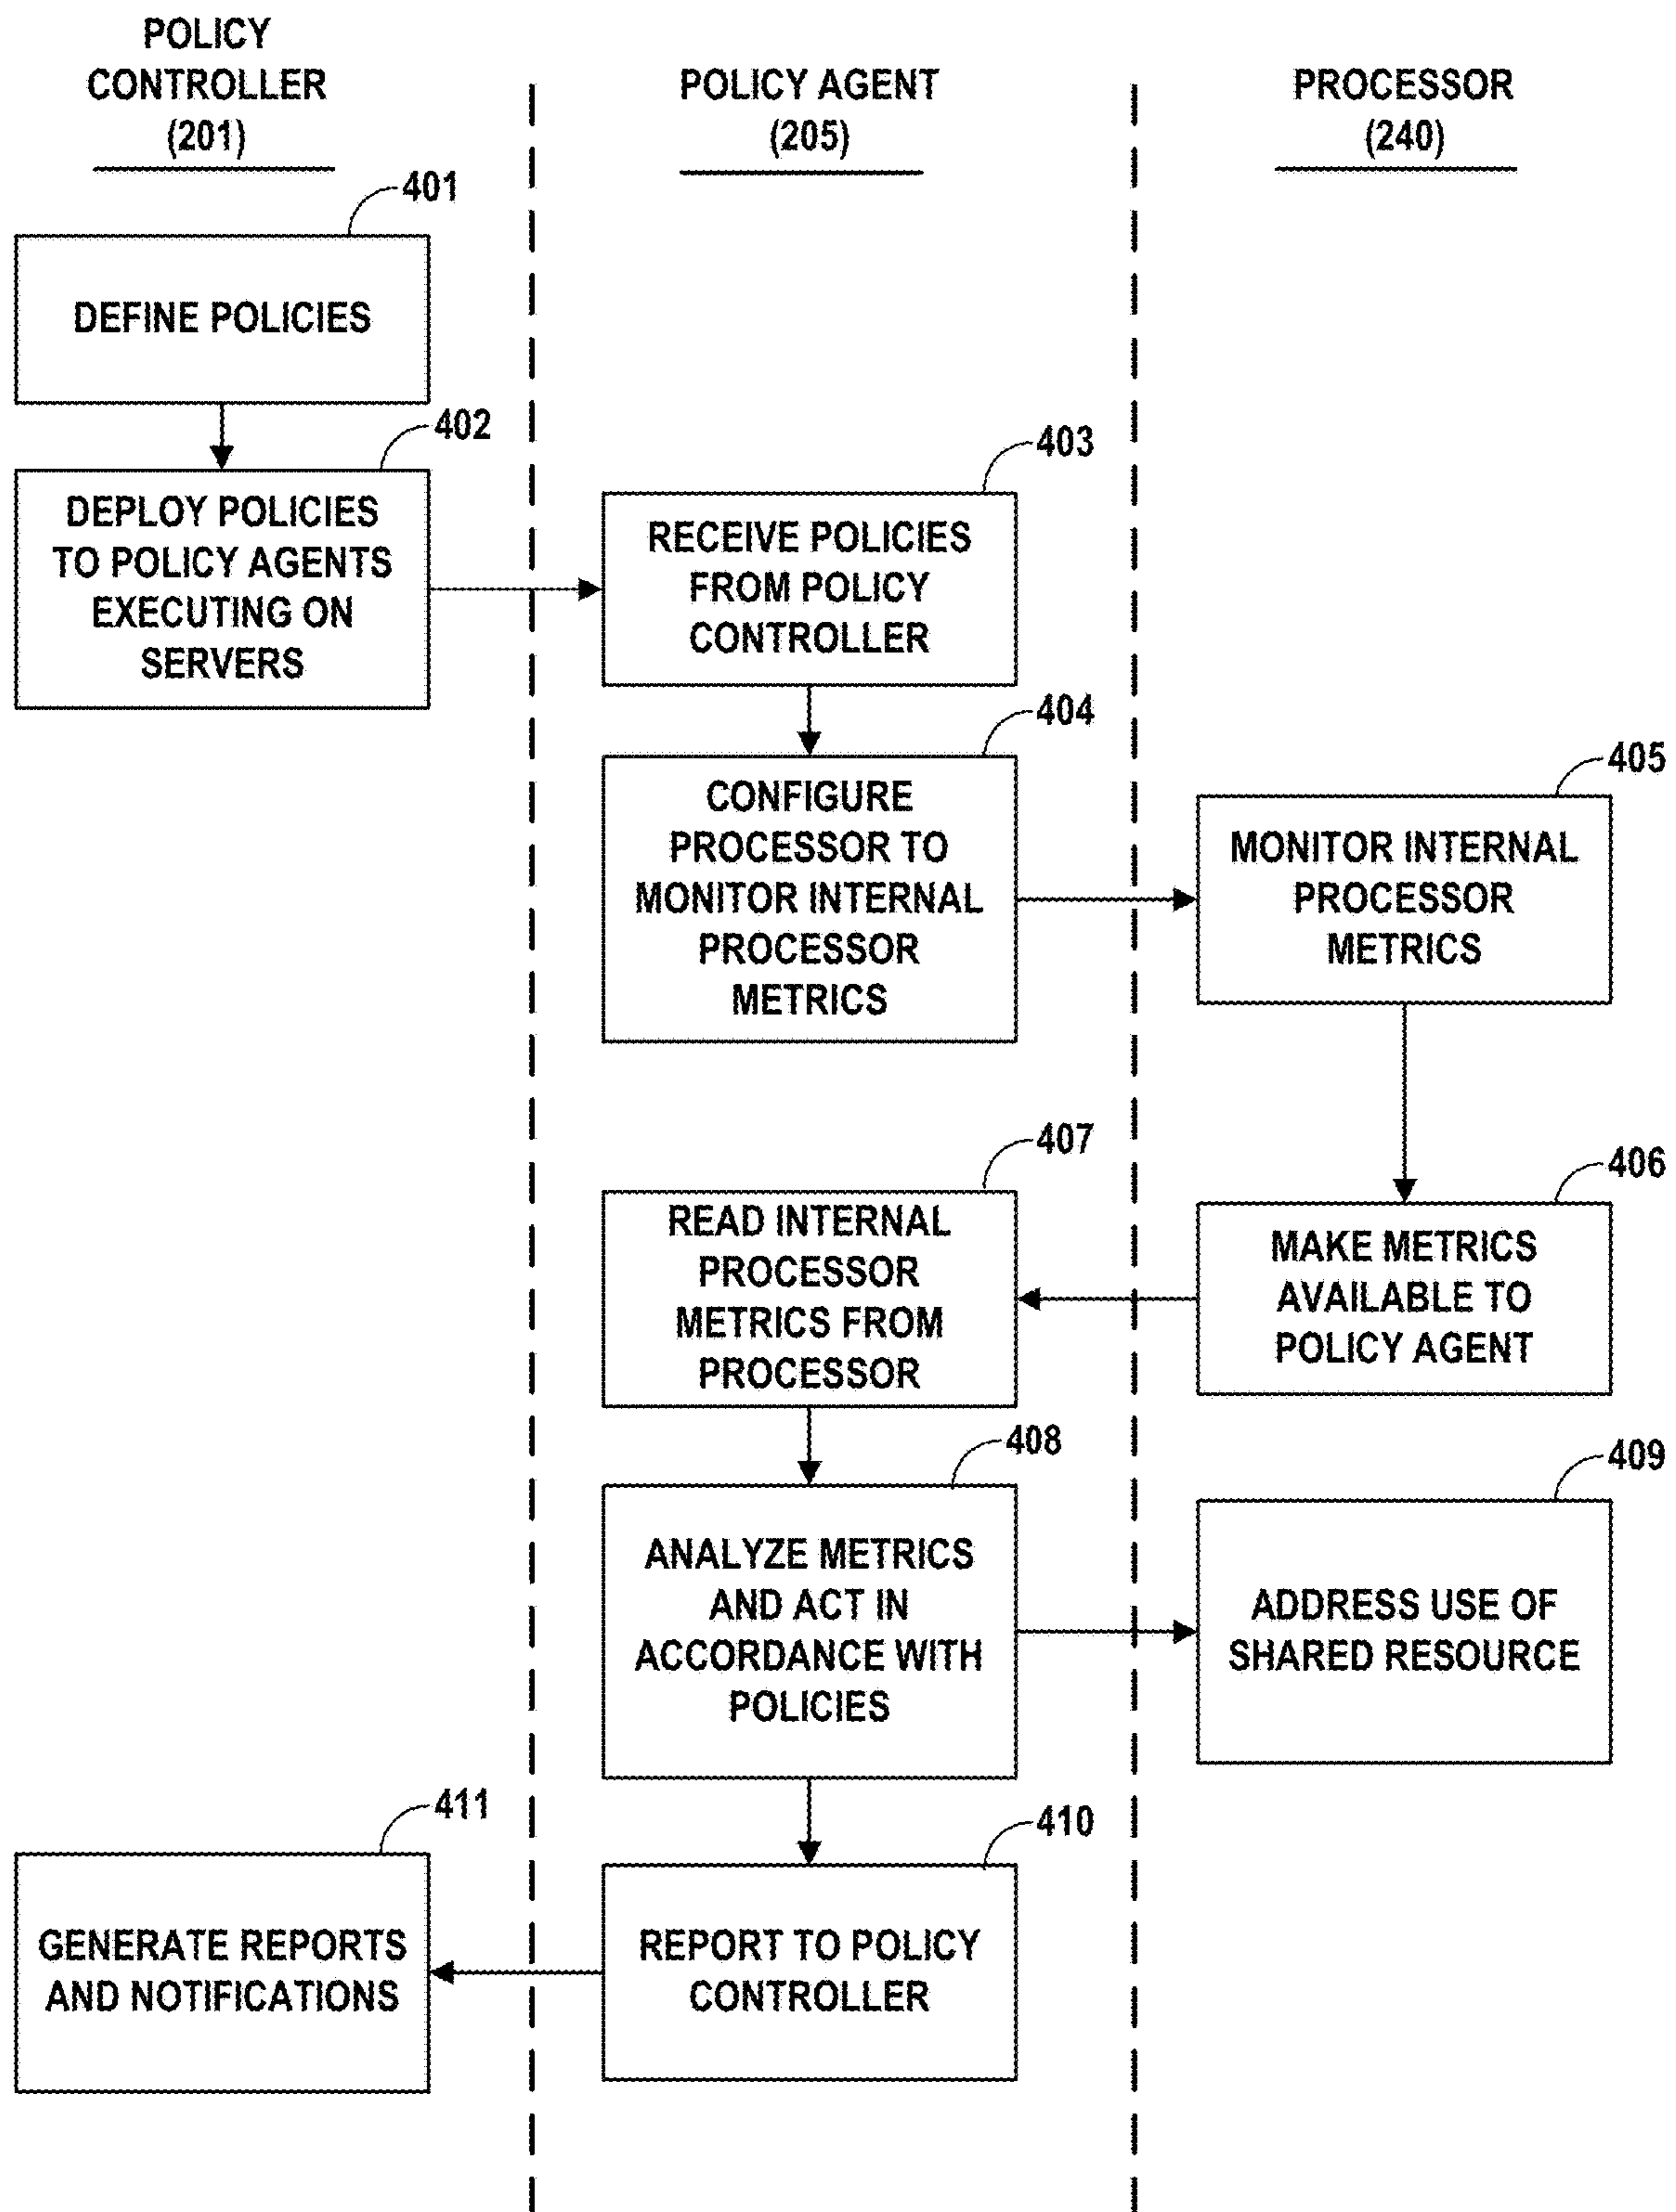 POLICY
CONTROLLER
(201)
POLICY AGENT
(205)
PROCESSOR
(240)
401
DEFINE POLICIES
402
DEPLOY POLICIES
TO POLICY AGENTS
EXECUTING ON
SERVERS
403
RECEIVE POLICIES
FROM POLICY
CONTROLLER
404
CONFIGURE
PROCESSOR TO
MONITOR INTERNAL
PROCESSOR
METRICS
405
MONITOR INTERNAL
PROCESSOR
METRICS
406
MAKE METRICS
AVAILABLE TO
POLICY AGENT
407
READ INTERNAL
PROCESSOR
METRICS FROM
PROCESSOR
408
ANALYZE METRICS
AND ACT IN
ACCORDANCE WITH
POLICIES
409
ADDRESS USE OF
SHARED RESOURCE
410
REPORT TO POLICY
CONTROLLER
411
GENERATE REPORTS
AND NOTIFICATIONS